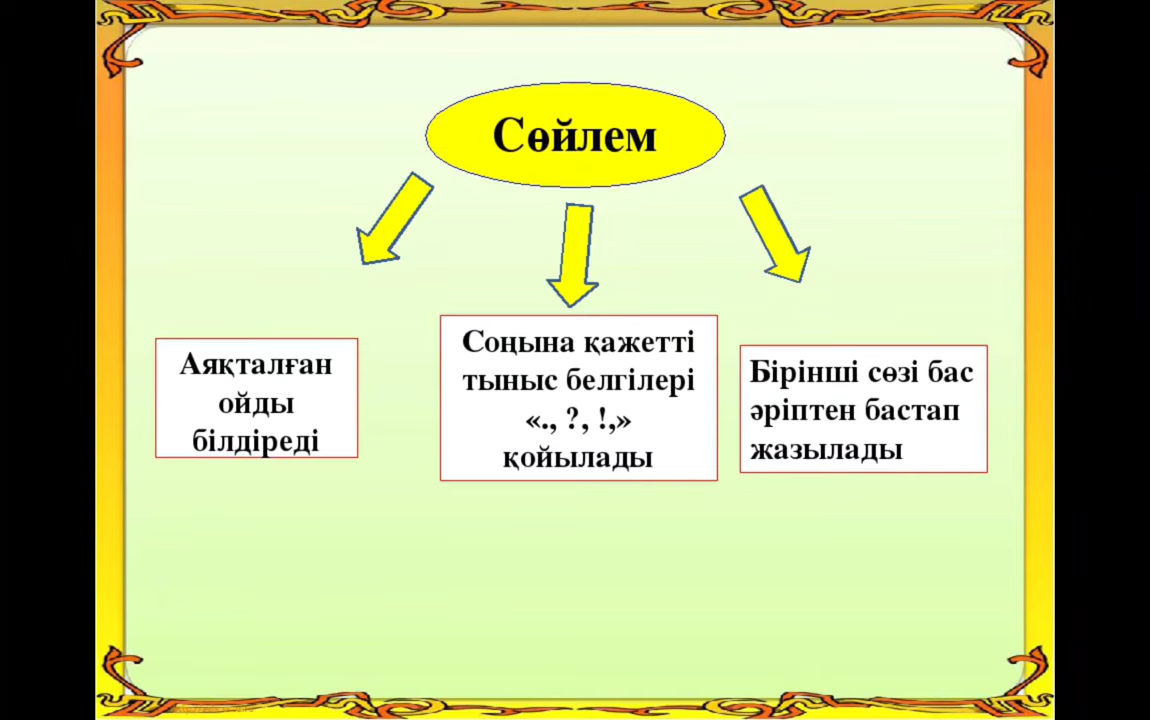 Сөйлем
Аяқталған
ойды
білдіреді
Соңына қажетті
тыныс белгілері
«., ?, !,»
қойылады
Бірінші сөзі бас
әріптен бастап
жазылады